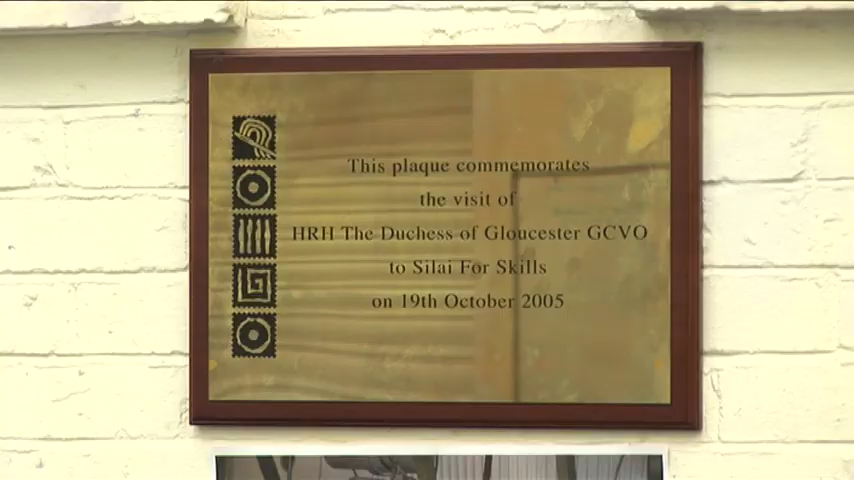 This plaque commemorates
the visit of
HRH The Duchess of Gloucester GCVO
to Silai For Skills
on 19th October 2005